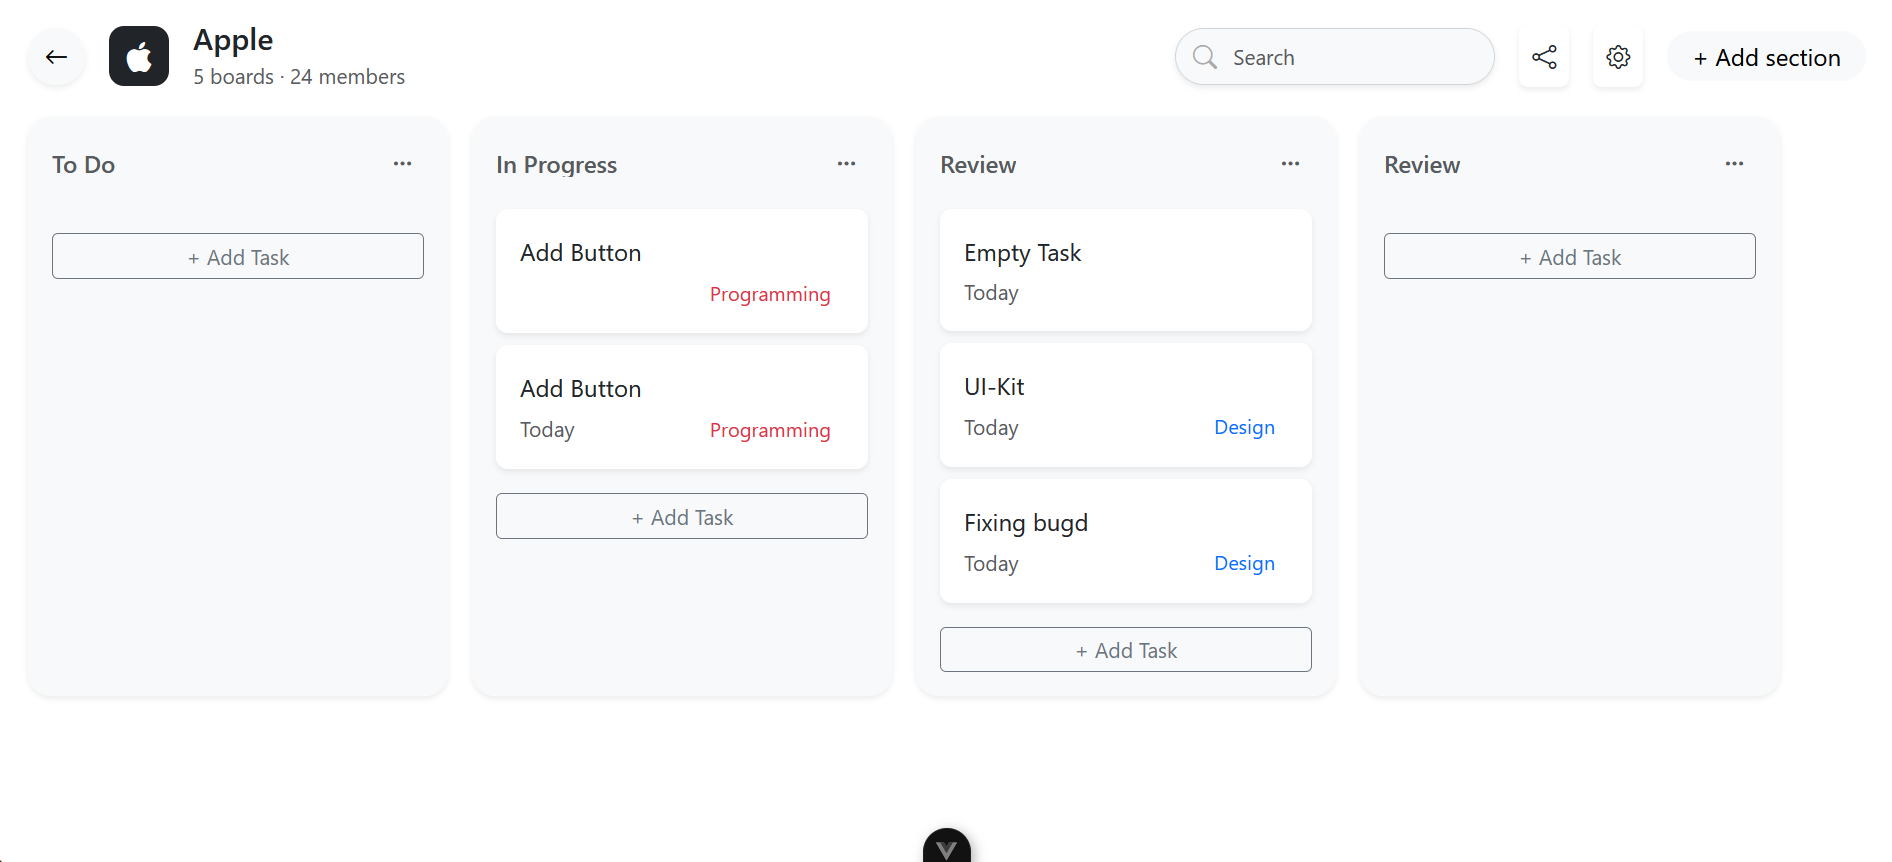 Apple
5 boards · 24 members
Search
+ Add section
To Do
...
+ Add Task
In Progress
...
Add Button
Programming
Add Button
Today
Programming
+ Add Task
Review
...
Empty Task
Today
UI-Kit
Today
Design
Fixing bugd
Today
Design
+ Add Task
Review
...
+ Add Task